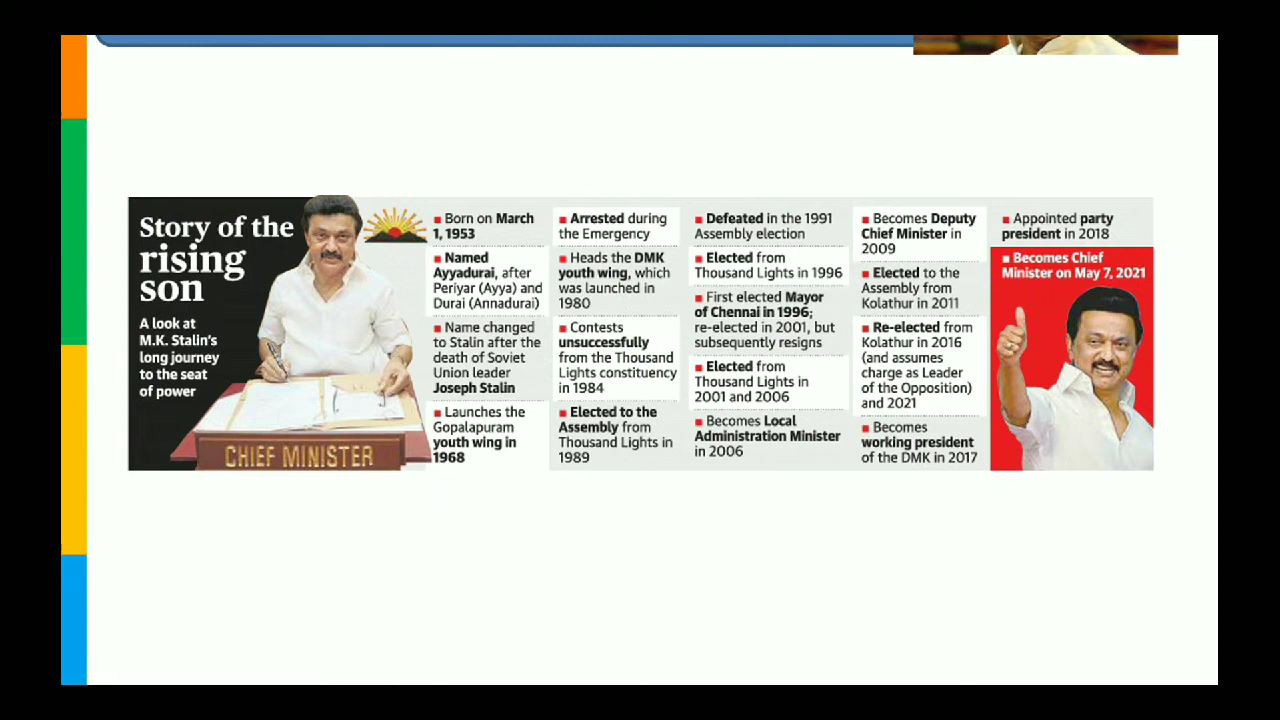 Story of the
rising
son
A look at
M.K. Stalin's
long journey
to the seat
of power
CHIEF MINISTER
■ Born on March
1, 1953
■ Named
Ayyadurai, after
Periyar (Ayya) and
Durai (Annadurai)
■ Name changed
to Stalin after the
death of Soviet
Union leader
Joseph Stalin
■ Launches the
Gopalapuram
youth wing in
1968
■ Arrested during
the Emergency
■ Heads the DMK
youth wing, which
was launched in
1980
■ Contests
unsuccessfully
from the Thousand
Lights constituency
in 1984
■ Elected to the
Assembly from
Thousand Lights in
1989
■ Defeated in the 1991
Assembly election
■ Elected from
Thousand Lights in 1996
■ First elected Mayor
of Chennai in 1996;
re-elected in 2001, but
subsequently resigns
■ Elected from
Thousand Lights in
2001 and 2006
■ Becomes Local
Administration Minister
in 2006
■ Becomes Deputy
Chief Minister in
2009
■ Elected to the
Assembly from
Kolathur in 2011
■ Re-elected from
Kolathur in 2016
(and assumes
charge as Leader
of the Opposition)
and 2021
■ Becomes
working president
of the DMK in 2017
■ Appointed party
president in 2018
■ Becomes Chief
Minister on May 7, 2021